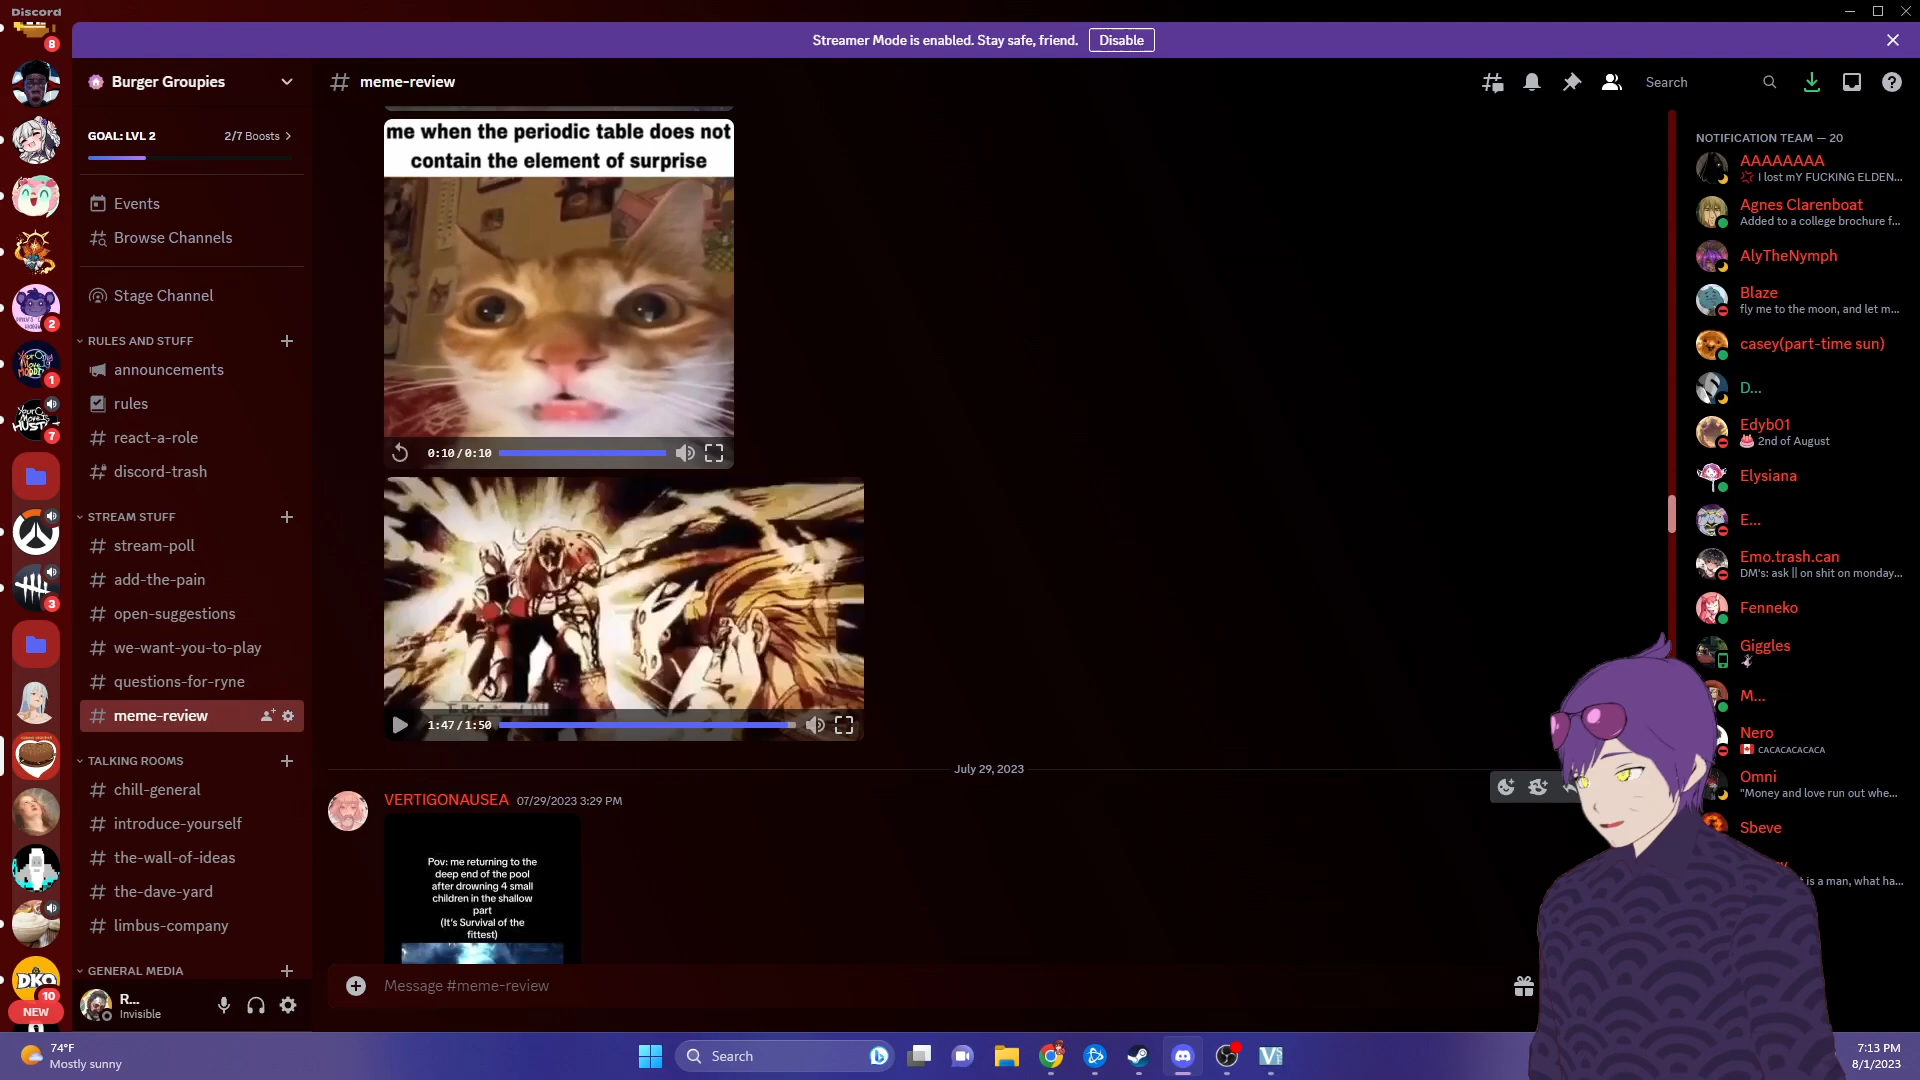 Discord
Streamer Mode is enabled. Stay safe, friend.
Disable
8
2
1
7
3
DKO
10
NEW
Burger Groupies
GOAL: LVL 2
2/7 Boosts
Events
Browse Channels
Stage Channel
RULES AND STUFF
announcements
rules
react-a-role
discord-trash
STREAM STUFF
stream-poll
add-the-pain
open-suggestions
we-want-you-to-play
questions-for-ryne
meme-review
TALKING ROOMS
chill-general
introduce-yourself
the-wall-of-ideas
the-dave-yard
limbus-company
GENERAL MEDIA
R...
Invisible
meme-review
Search
me when the periodic table does not
contain the element of surprise
0:10/0:10
1:47/1:50
July 29, 2023
VERTIGONAUSEA 07/29/2023 3:29 PM
Pov: me returning to the
deep end of the pool
after drowning 4 small
children in the shallow
part
(It's Survival of the
fittest)
Message #meme-review
NOTIFICATION TEAM — 20
AAAAAAAA
I lost mY FUCKING ELDEN...
Agnes Clarenboat
Added to a college brochure f...
AlyTheNymph
Blaze
fly me to the moon, and let m...
casey(part-time sun)
D...
Edyb01
2nd of August
Elysiana
E...
Emo.trash.can
DM's: ask || on shit on monday...
Fenneko
Giggles
M...
Nero
CACACACACACA
Omni
"Money and love run out whe...
Sbeve
is a man, what ha...
74°F
Mostly sunny
Search
7:13 PM
8/1/2023